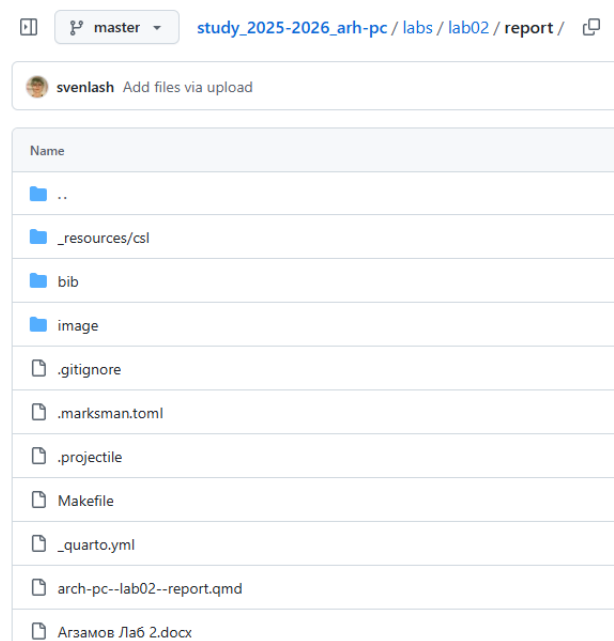 master study_2025-2026_arh-pc / labs / lab02 / report /
svenlash Add files via upload
Name
..
_resources/csl
bib
image
.gitignore
.marksman.toml
.projectile
Makefile
_quarto.yml
arch-pc--lab02--report.qmd
Агзамов Лаб 2.docx